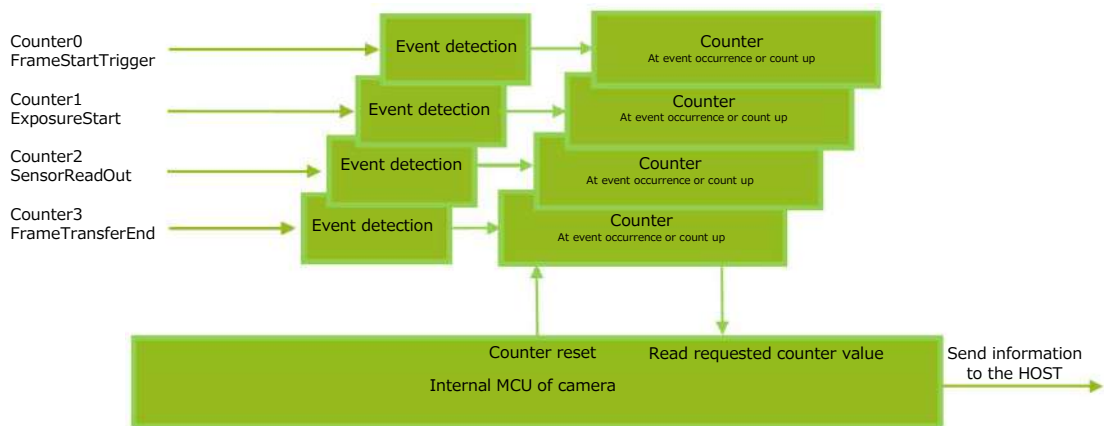 Counter0
FrameStartTrigger
Event detection
Counter
At event occurrence or count up
Counter1
ExposureStart
Event detection
Counter
At event occurrence or count up
Counter2
SensorReadOut
Event detection
Counter
At event occurrence or count up
Counter3
FrameTransferEnd
Event detection
Counter
At event occurrence or count up
Counter reset
Read requested counter value
Internal MCU of camera
Send information
to the HOST